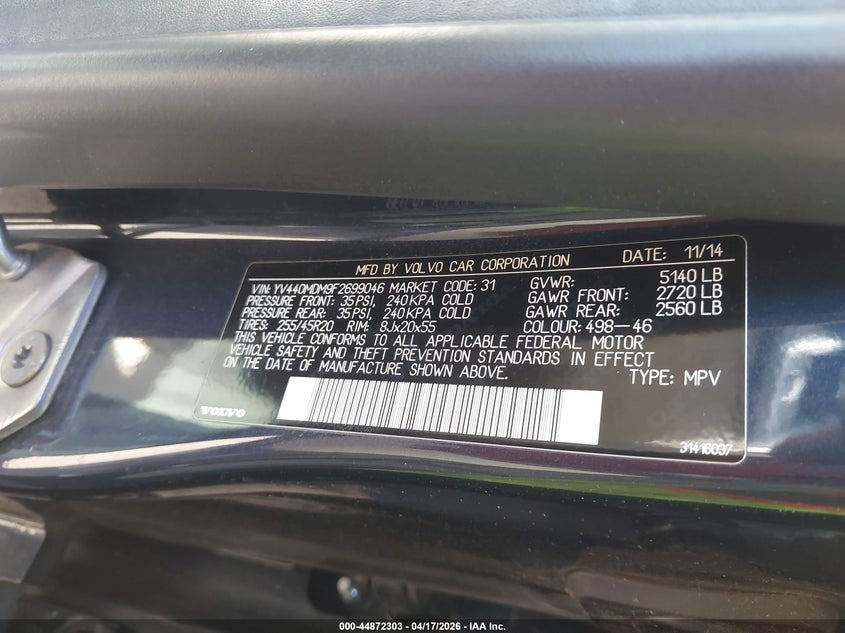 MFD BY VOLVO CAR CORPORATION DATE: 11/14
VIN: YV440MDM9F2699046 MARKET CODE: 31 GVWR: 5140 LB
PRESSURE FRONT: 35PSI, 240KPA COLD GAWR FRONT: 2720 LB
PRESSURE REAR: 35PSI, 240KPA COLD GAWR REAR: 2560 LB
TIRES: 255/45R20 RIM: 8Jx20x55 COLOUR: 498-46
THIS VEHICLE CONFORMS TO ALL APPLICABLE FEDERAL MOTOR
VEHICLE SAFETY AND THEFT PREVENTION STANDARDS IN EFFECT
ON THE DATE OF MANUFACTURE SHOWN ABOVE.
TYPE: MPV
VOLVO
31416037
000-44872303 - 04/17/2026 - IAA Inc.